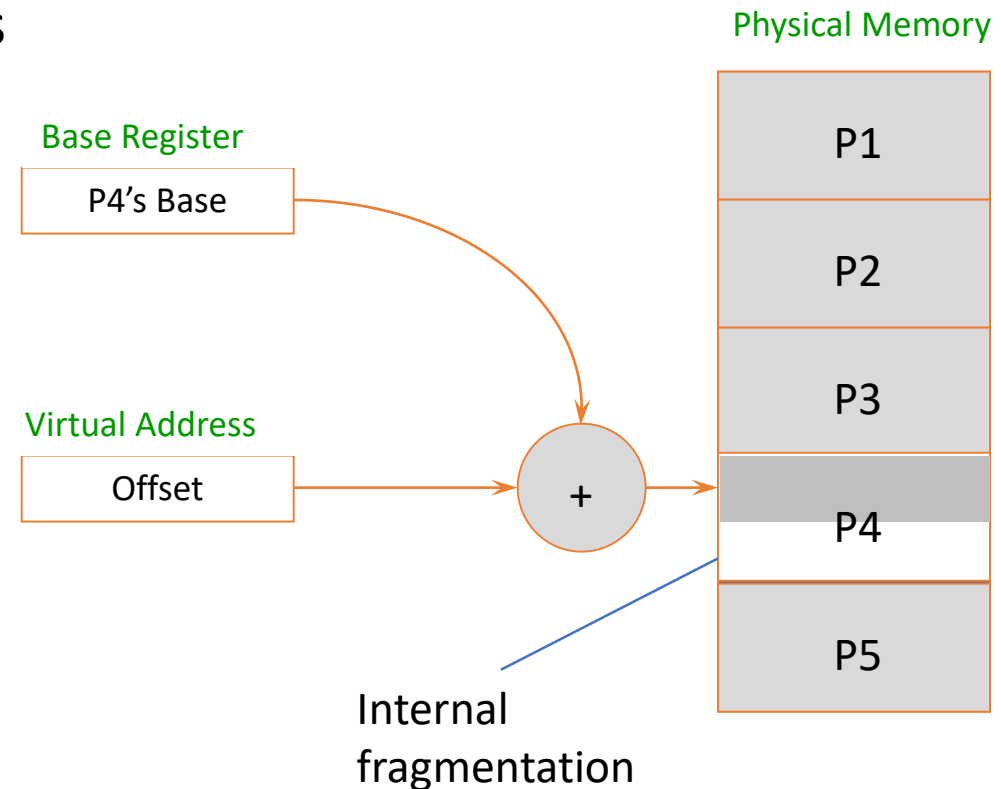 s
Physical Memory
Base Register
P4’s Base
P1
P2
P3
Virtual Address
Offset
+
P4
P5
Internal
fragmentation